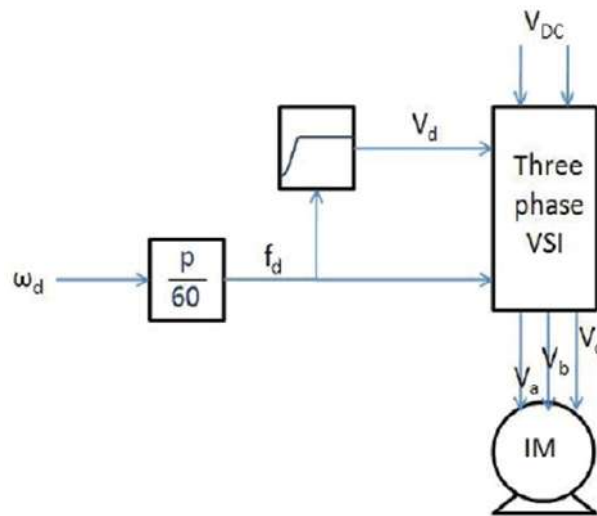 V_DC
V_d
Three
phase
VSI
ω_d
p
60
f_d
V_a
V_b
IM